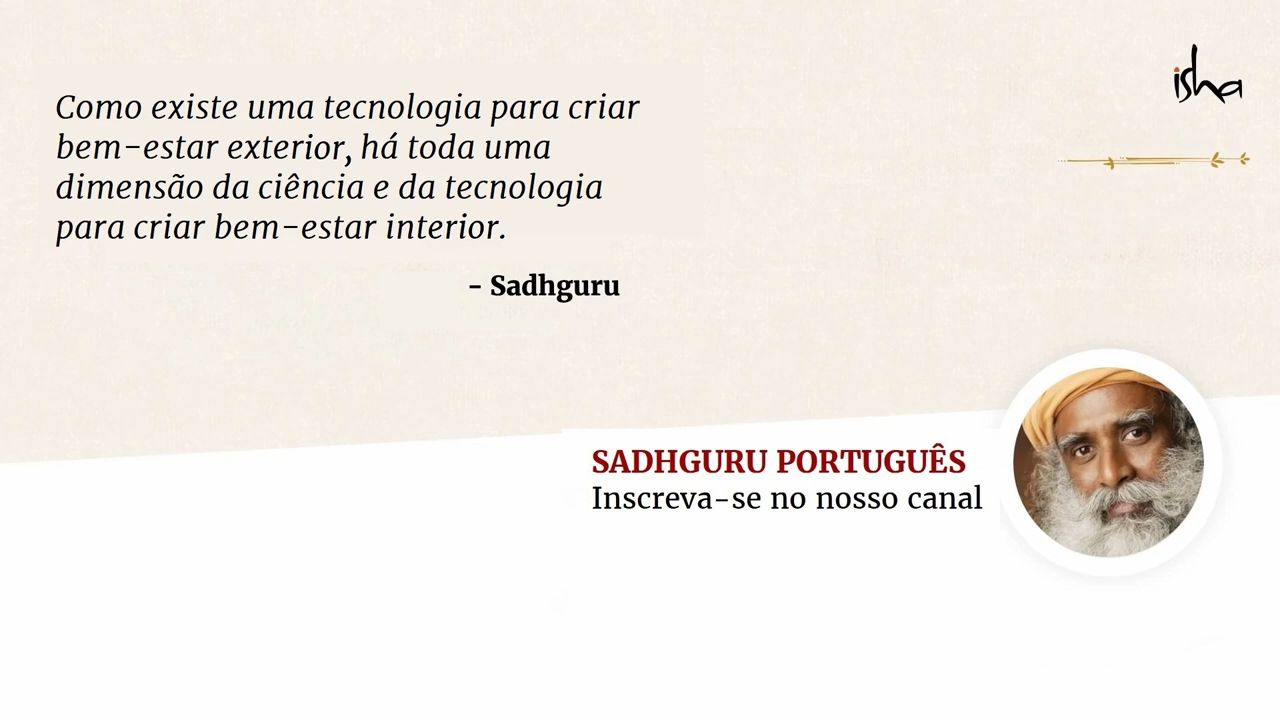 Como existe uma tecnologia para criar
bem-estar exterior, há toda uma
dimensão da ciência e da tecnologia
para criar bem-estar interior.
- Sadhguru
isha
SADHGURU PORTUGUÊS
Inscreva-se no nosso canal